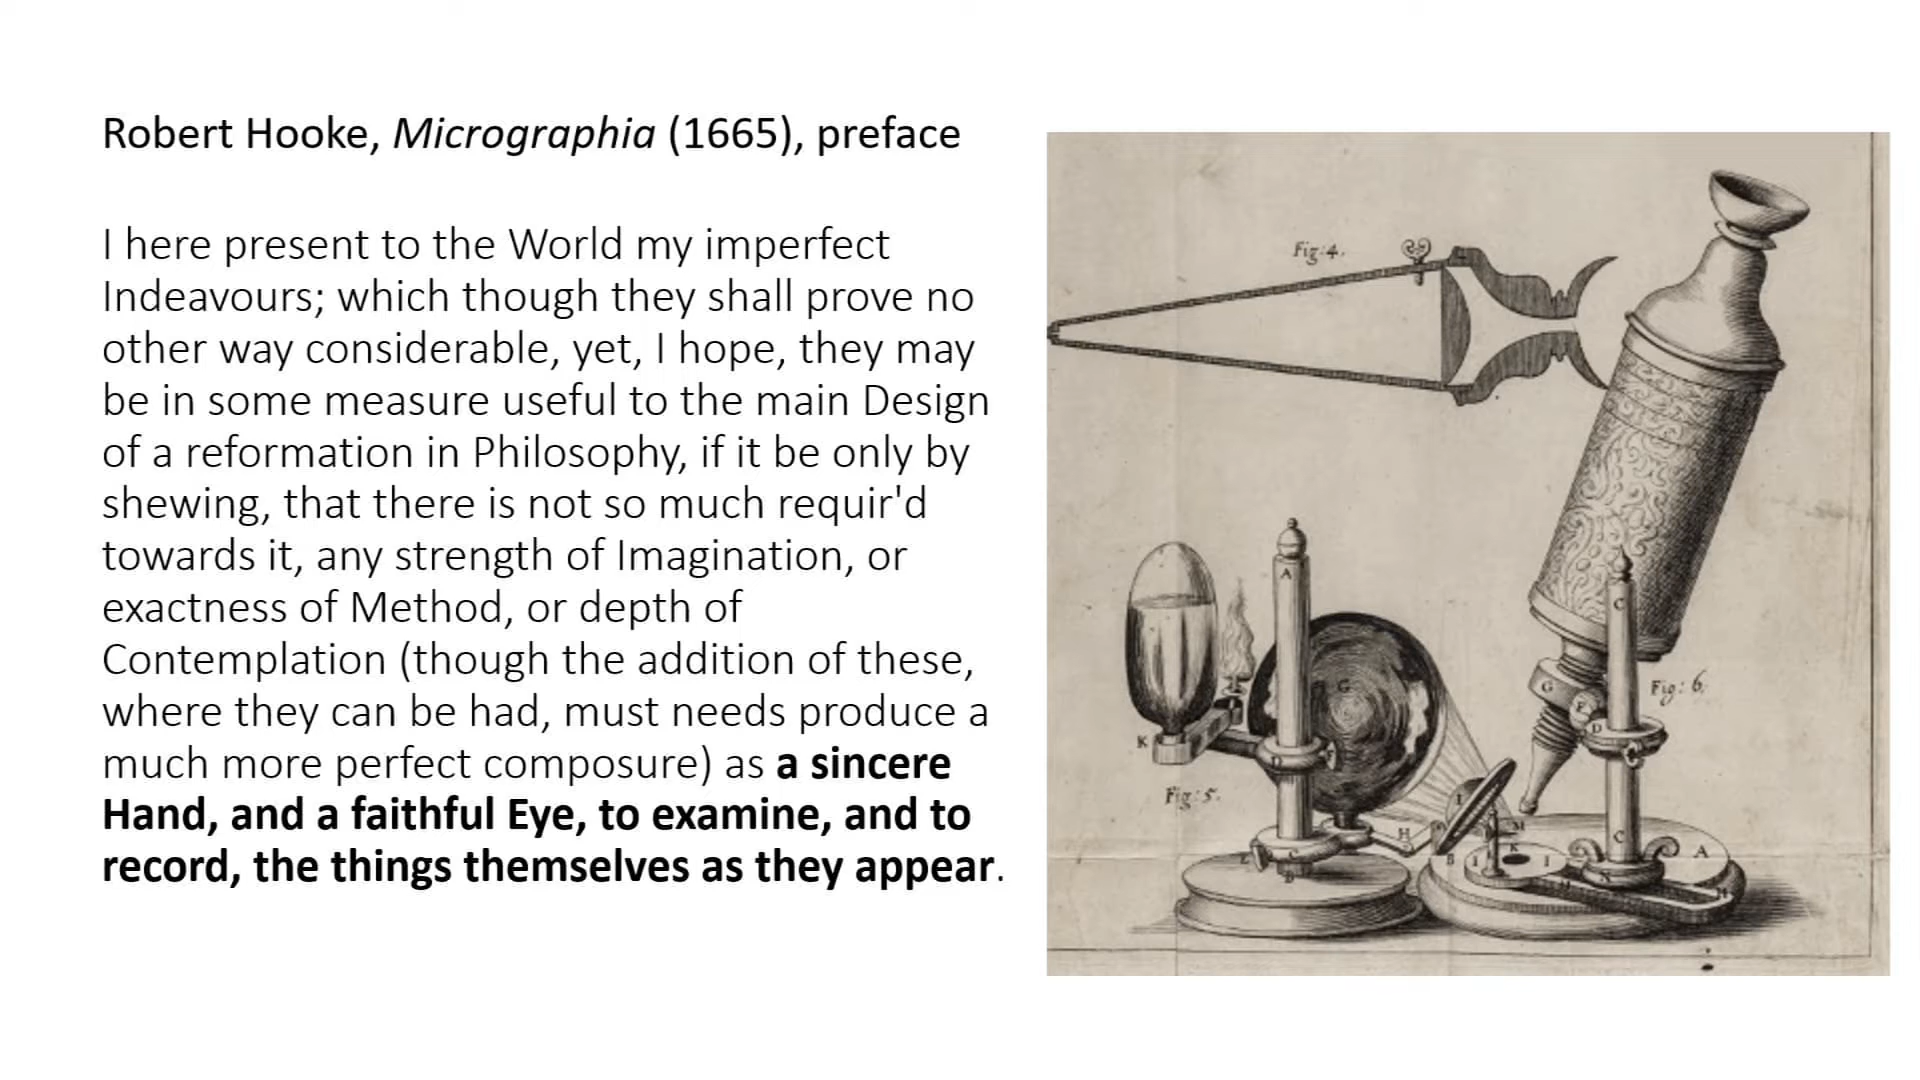 Robert Hooke, Micrographia (1665), preface
I here present to the World my imperfect
Indeavours; which though they shall prove no
other way considerable, yet, I hope, they may
be in some measure useful to the main Design
of a reformation in Philosophy, if it be only by
shewing, that there is not so much requir'd
towards it, any strength of Imagination, or
exactness of Method, or depth of
Contemplation (though the addition of these,
where they can be had, must needs produce a
much more perfect composure) as a sincere
Hand, and a faithful Eye, to examine, and to
record, the things themselves as they appear.
Fig: 4.
A
C
G
G
Fig: 6.
D
K
D
Fig: 5.
I
H
M
K
C
C
A
B
I
I
N
M